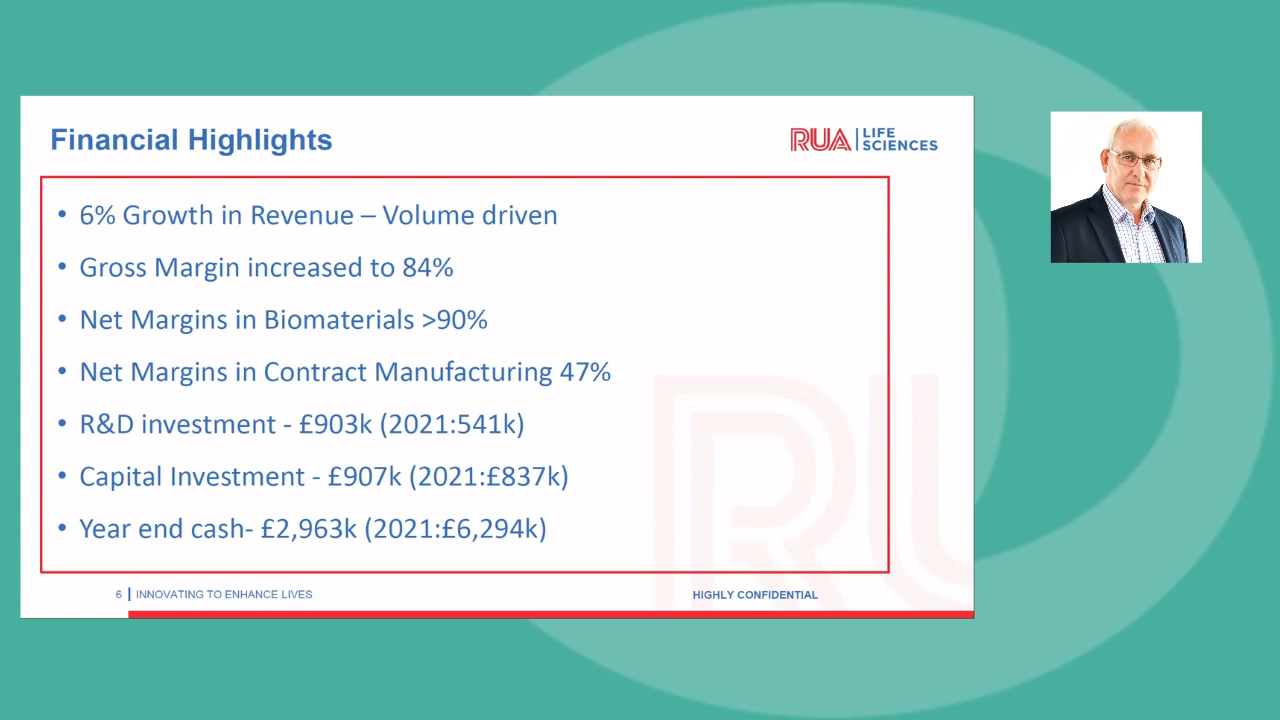 Financial Highlights
RUA LIFE
SCIENCES
• 6% Growth in Revenue – Volume driven
• Gross Margin increased to 84%
• Net Margins in Biomaterials >90%
• Net Margins in Contract Manufacturing 47%
• R&D investment - £903k (2021:541k)
• Capital Investment - £907k (2021:£837k)
• Year end cash- £2,963k (2021:£6,294k)
6 | INNOVATING TO ENHANCE LIVES
HIGHLY CONFIDENTIAL
RU